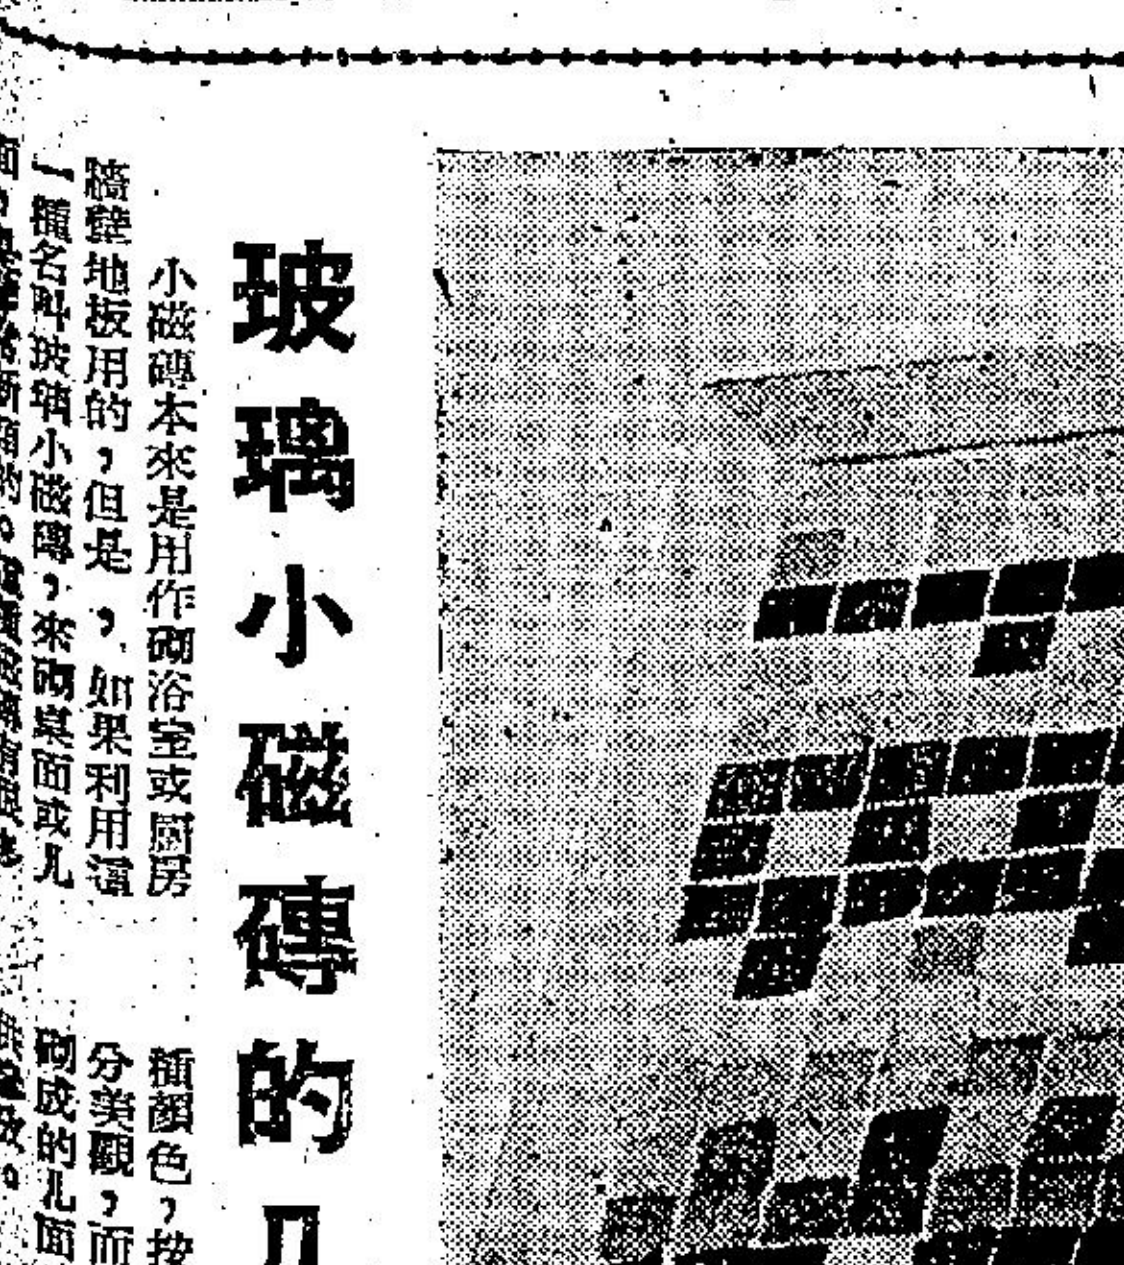 玻璃小磁磚的几
小磁磚本來是用作砌浴室或厨房
牆壁地板用的，但是，如果利用這
一種名叫玻璃小磁磚，來砌桌面或几
種顏色，按
分美觀，而
砌成的几面